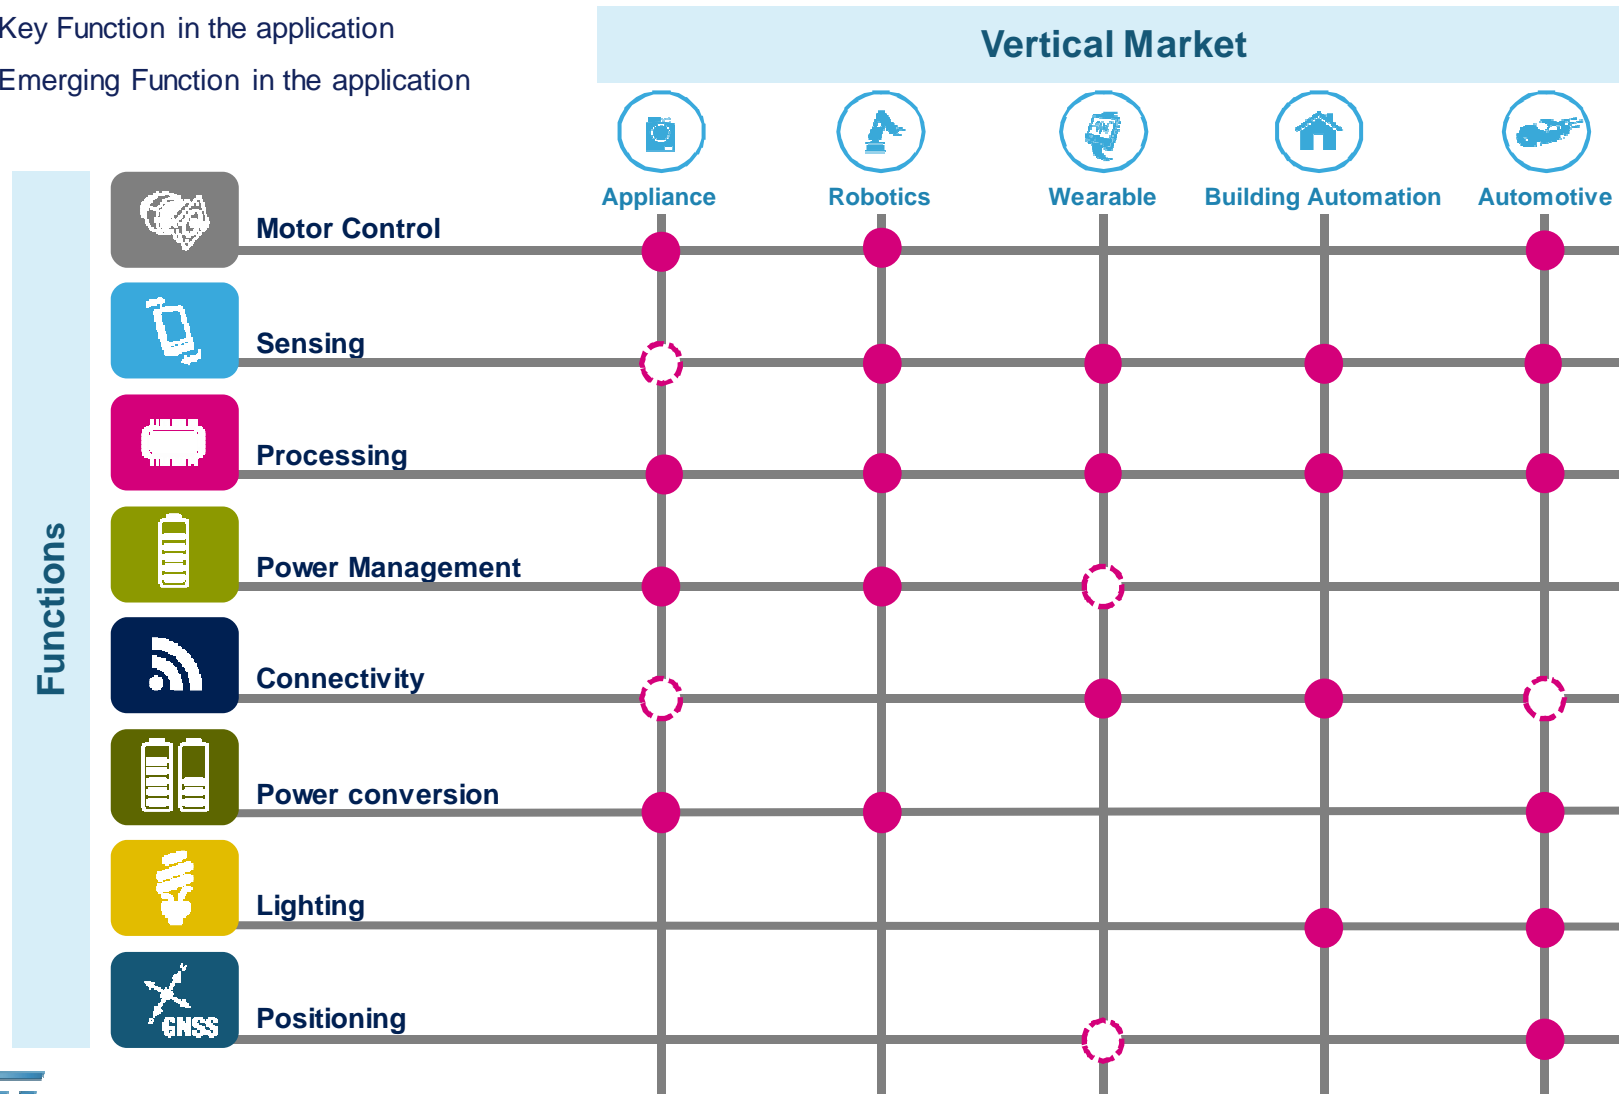 Key Function in the application
Emerging Function in the application
Vertical Market
Appliance
Robotics
Wearable
Building Automation
Automotive
Functions
Motor Control
Sensing
Processing
Power Management
Connectivity
Power conversion
Lighting
Positioning
GNSS